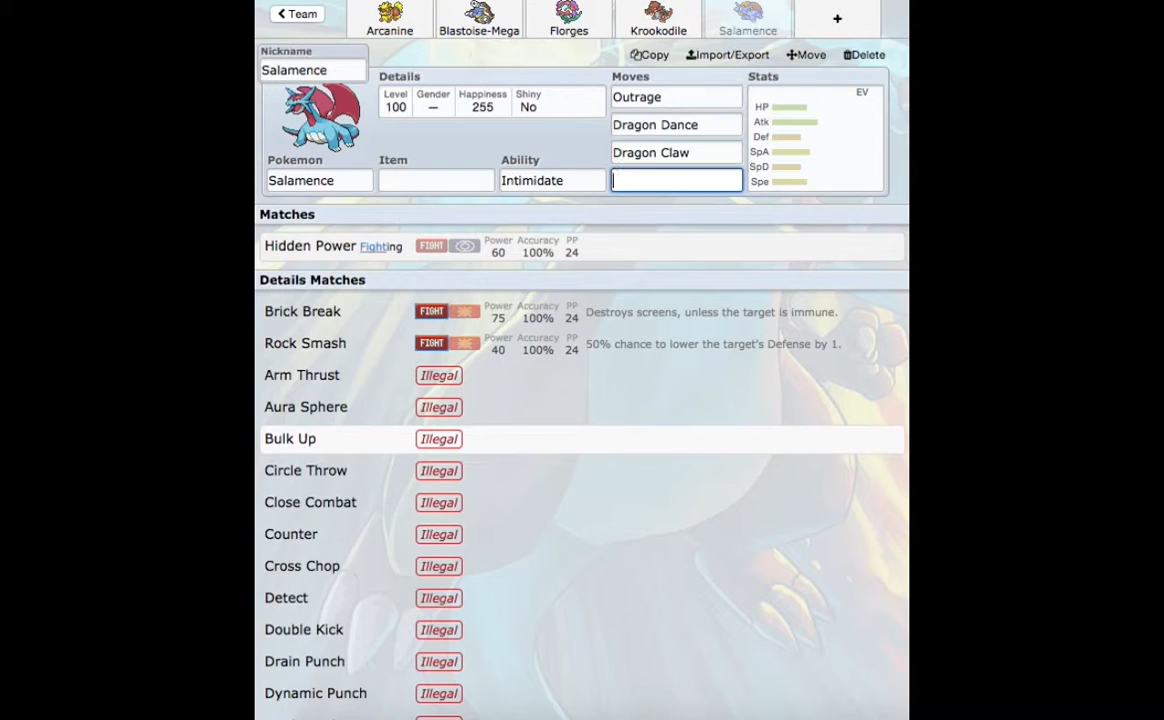 Team
Arcanine
Blastoise-Mega
Florges
Krookodile
Salamence
+
Nickname
Salamence
Copy Import/Export Move Delete
Details
Level Gender Happiness Shiny
100 — 255 No
Moves
Outrage
Dragon Dance
Dragon Claw
Stats
EV
HP
Atk
Def
SpA
SpD
Spe
Pokemon
Salamence
Item
Ability
Intimidate
Matches
Hidden Power Fighting FIGHT Power 60 Accuracy 100% PP 24
Details Matches
Brick Break FIGHT Power 75 Accuracy 100% PP 24 Destroys screens, unless the target is immune.
Rock Smash FIGHT Power 40 Accuracy 100% PP 24 50% chance to lower the target's Defense by 1.
Arm Thrust Illegal
Aura Sphere Illegal
Bulk Up Illegal
Circle Throw Illegal
Close Combat Illegal
Counter Illegal
Cross Chop Illegal
Detect Illegal
Double Kick Illegal
Drain Punch Illegal
Dynamic Punch Illegal